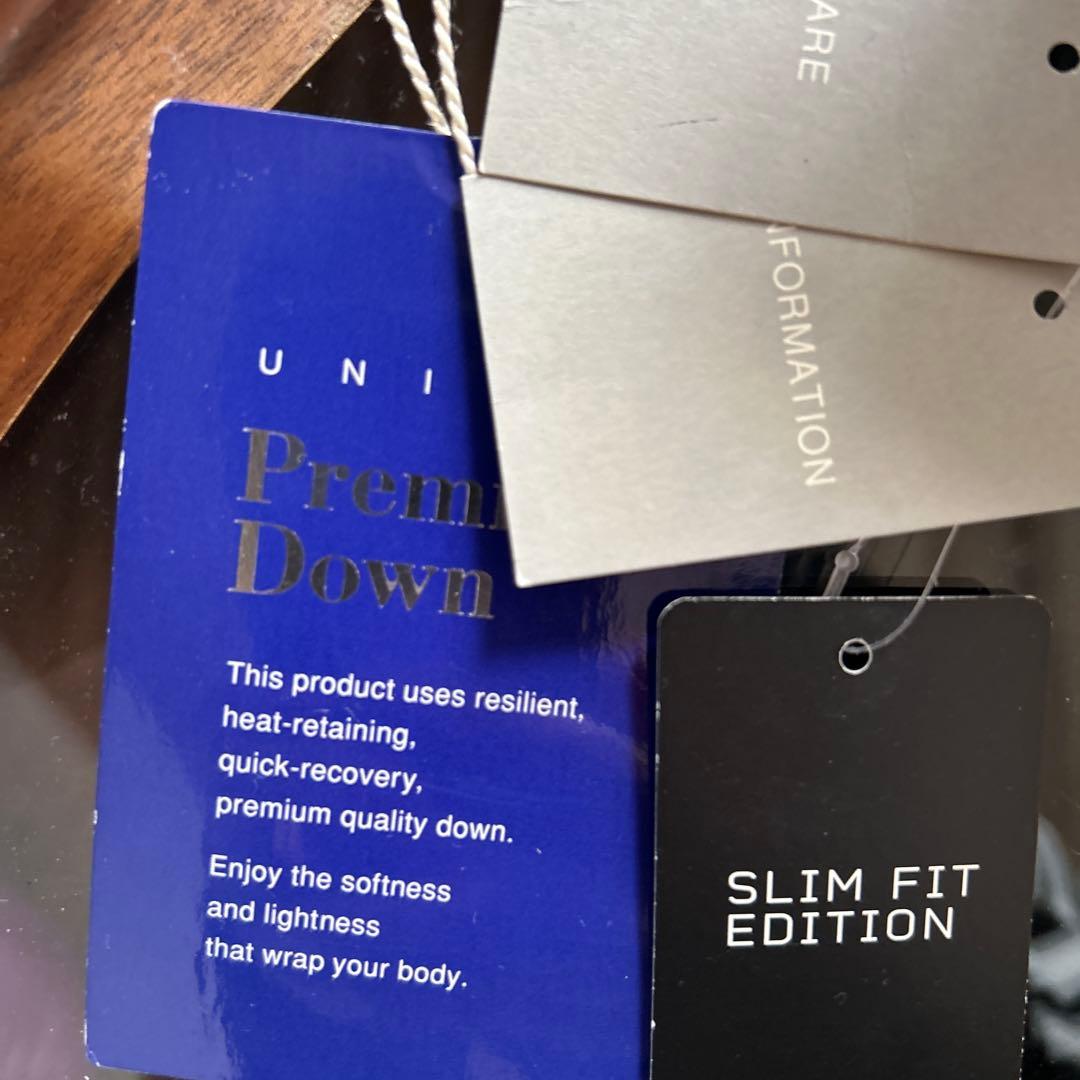 ARE
NFORMATION
U N I
Prem
Down
This product uses resilient,
heat-retaining,
quick-recovery,
premium quality down.
Enjoy the softness
and lightness
that wrap your body.
SLIM FIT
EDITION